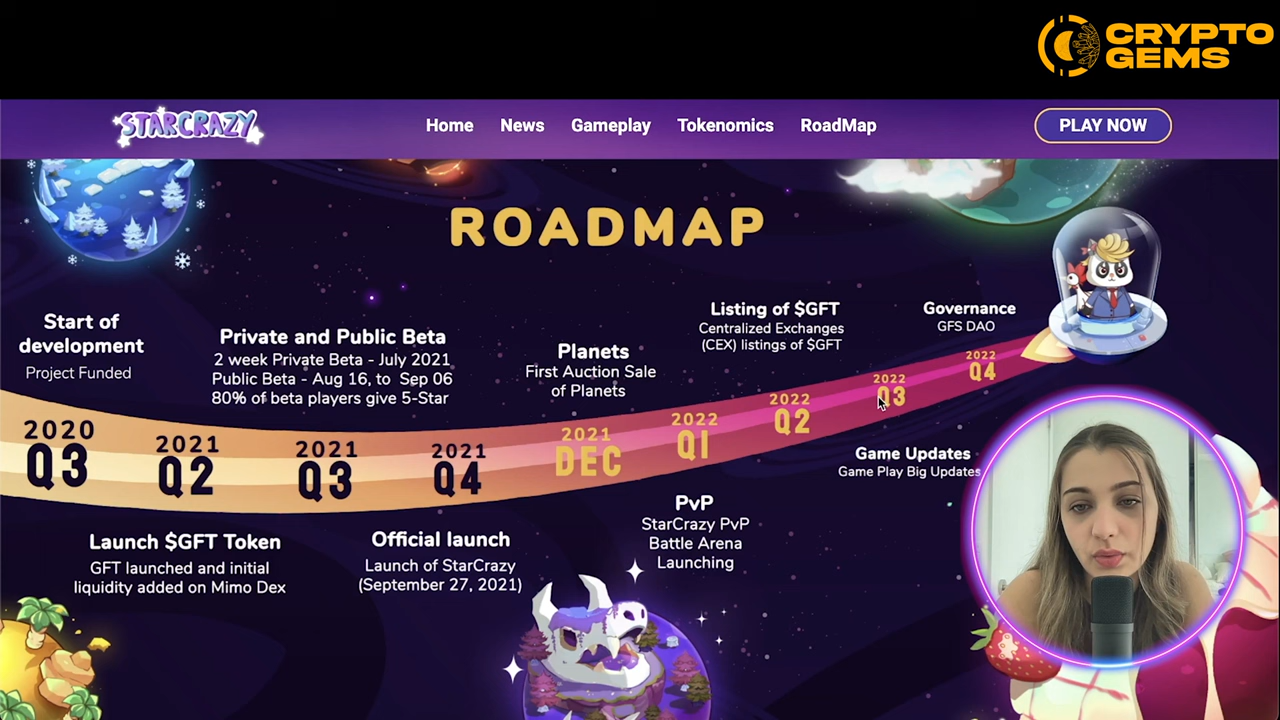 CRYPTO
GEMS
STARCRAZY
Home
News
Gameplay
Tokenomics
RoadMap
PLAY NOW
ROADMAP
Start of
development
Project Funded
2020
Q3
2021
Q2
Launch $GFT Token
GFT launched and initial
liquidity added on Mimo Dex
Private and Public Beta
2 week Private Beta - July 2021
Public Beta - Aug 16, to Sep 06
80% of beta players give 5-Star
2021
Q3
2021
Q4
Official launch
Launch of StarCrazy
(September 27, 2021)
Planets
First Auction Sale
of Planets
2021
DEC
2022
Q1
PvP
StarCrazy PvP
Battle Arena
Launching
Listing of $GFT
Centralized Exchanges
(CEX) listings of $GFT
2022
Q2
2022
Q3
Game Updates
Game Play Big Updates
Governance
GFS DAO
2022
Q4